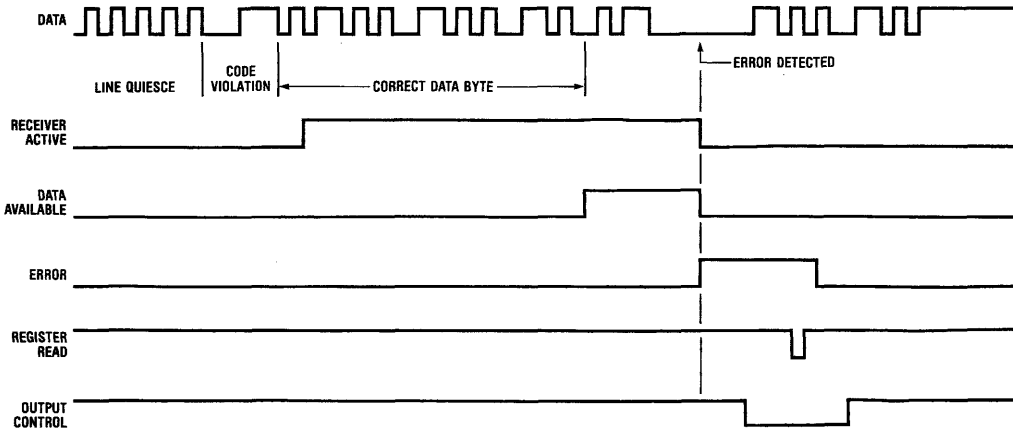 DATA
LINE QUIESCE
CODE
VIOLATION
CORRECT DATA BYTE
ERROR DETECTED
RECEIVER
ACTIVE
DATA
AVAILABLE
ERROR
REGISTER
READ
OUTPUT
CONTROL